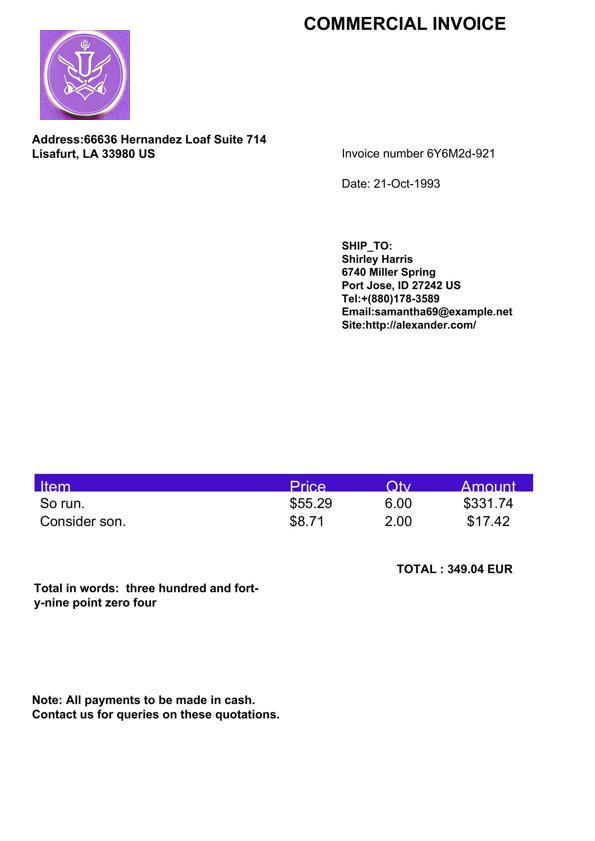 COMMERCIAL INVOICE
Address:66636 Hernandez Loaf Suite 714
Lisafurt, LA 33980 US
Invoice number 6Y6M2d-921
Date: 21-Oct-1993
SHIP_TO:
Shirley Harris
6740 Miller Spring
Port Jose, ID 27242 US
Tel:+(880)178-3589
Email:samantha69@example.net
Site:http://alexander.com/
Item Price Qty Amount
So run. $55.29 6.00 $331.74
Consider son. $8.71 2.00 $17.42
TOTAL : 349.04 EUR
Total in words: three hundred and fort-
y-nine point zero four
Note: All payments to be made in cash.
Contact us for queries on these quotations.